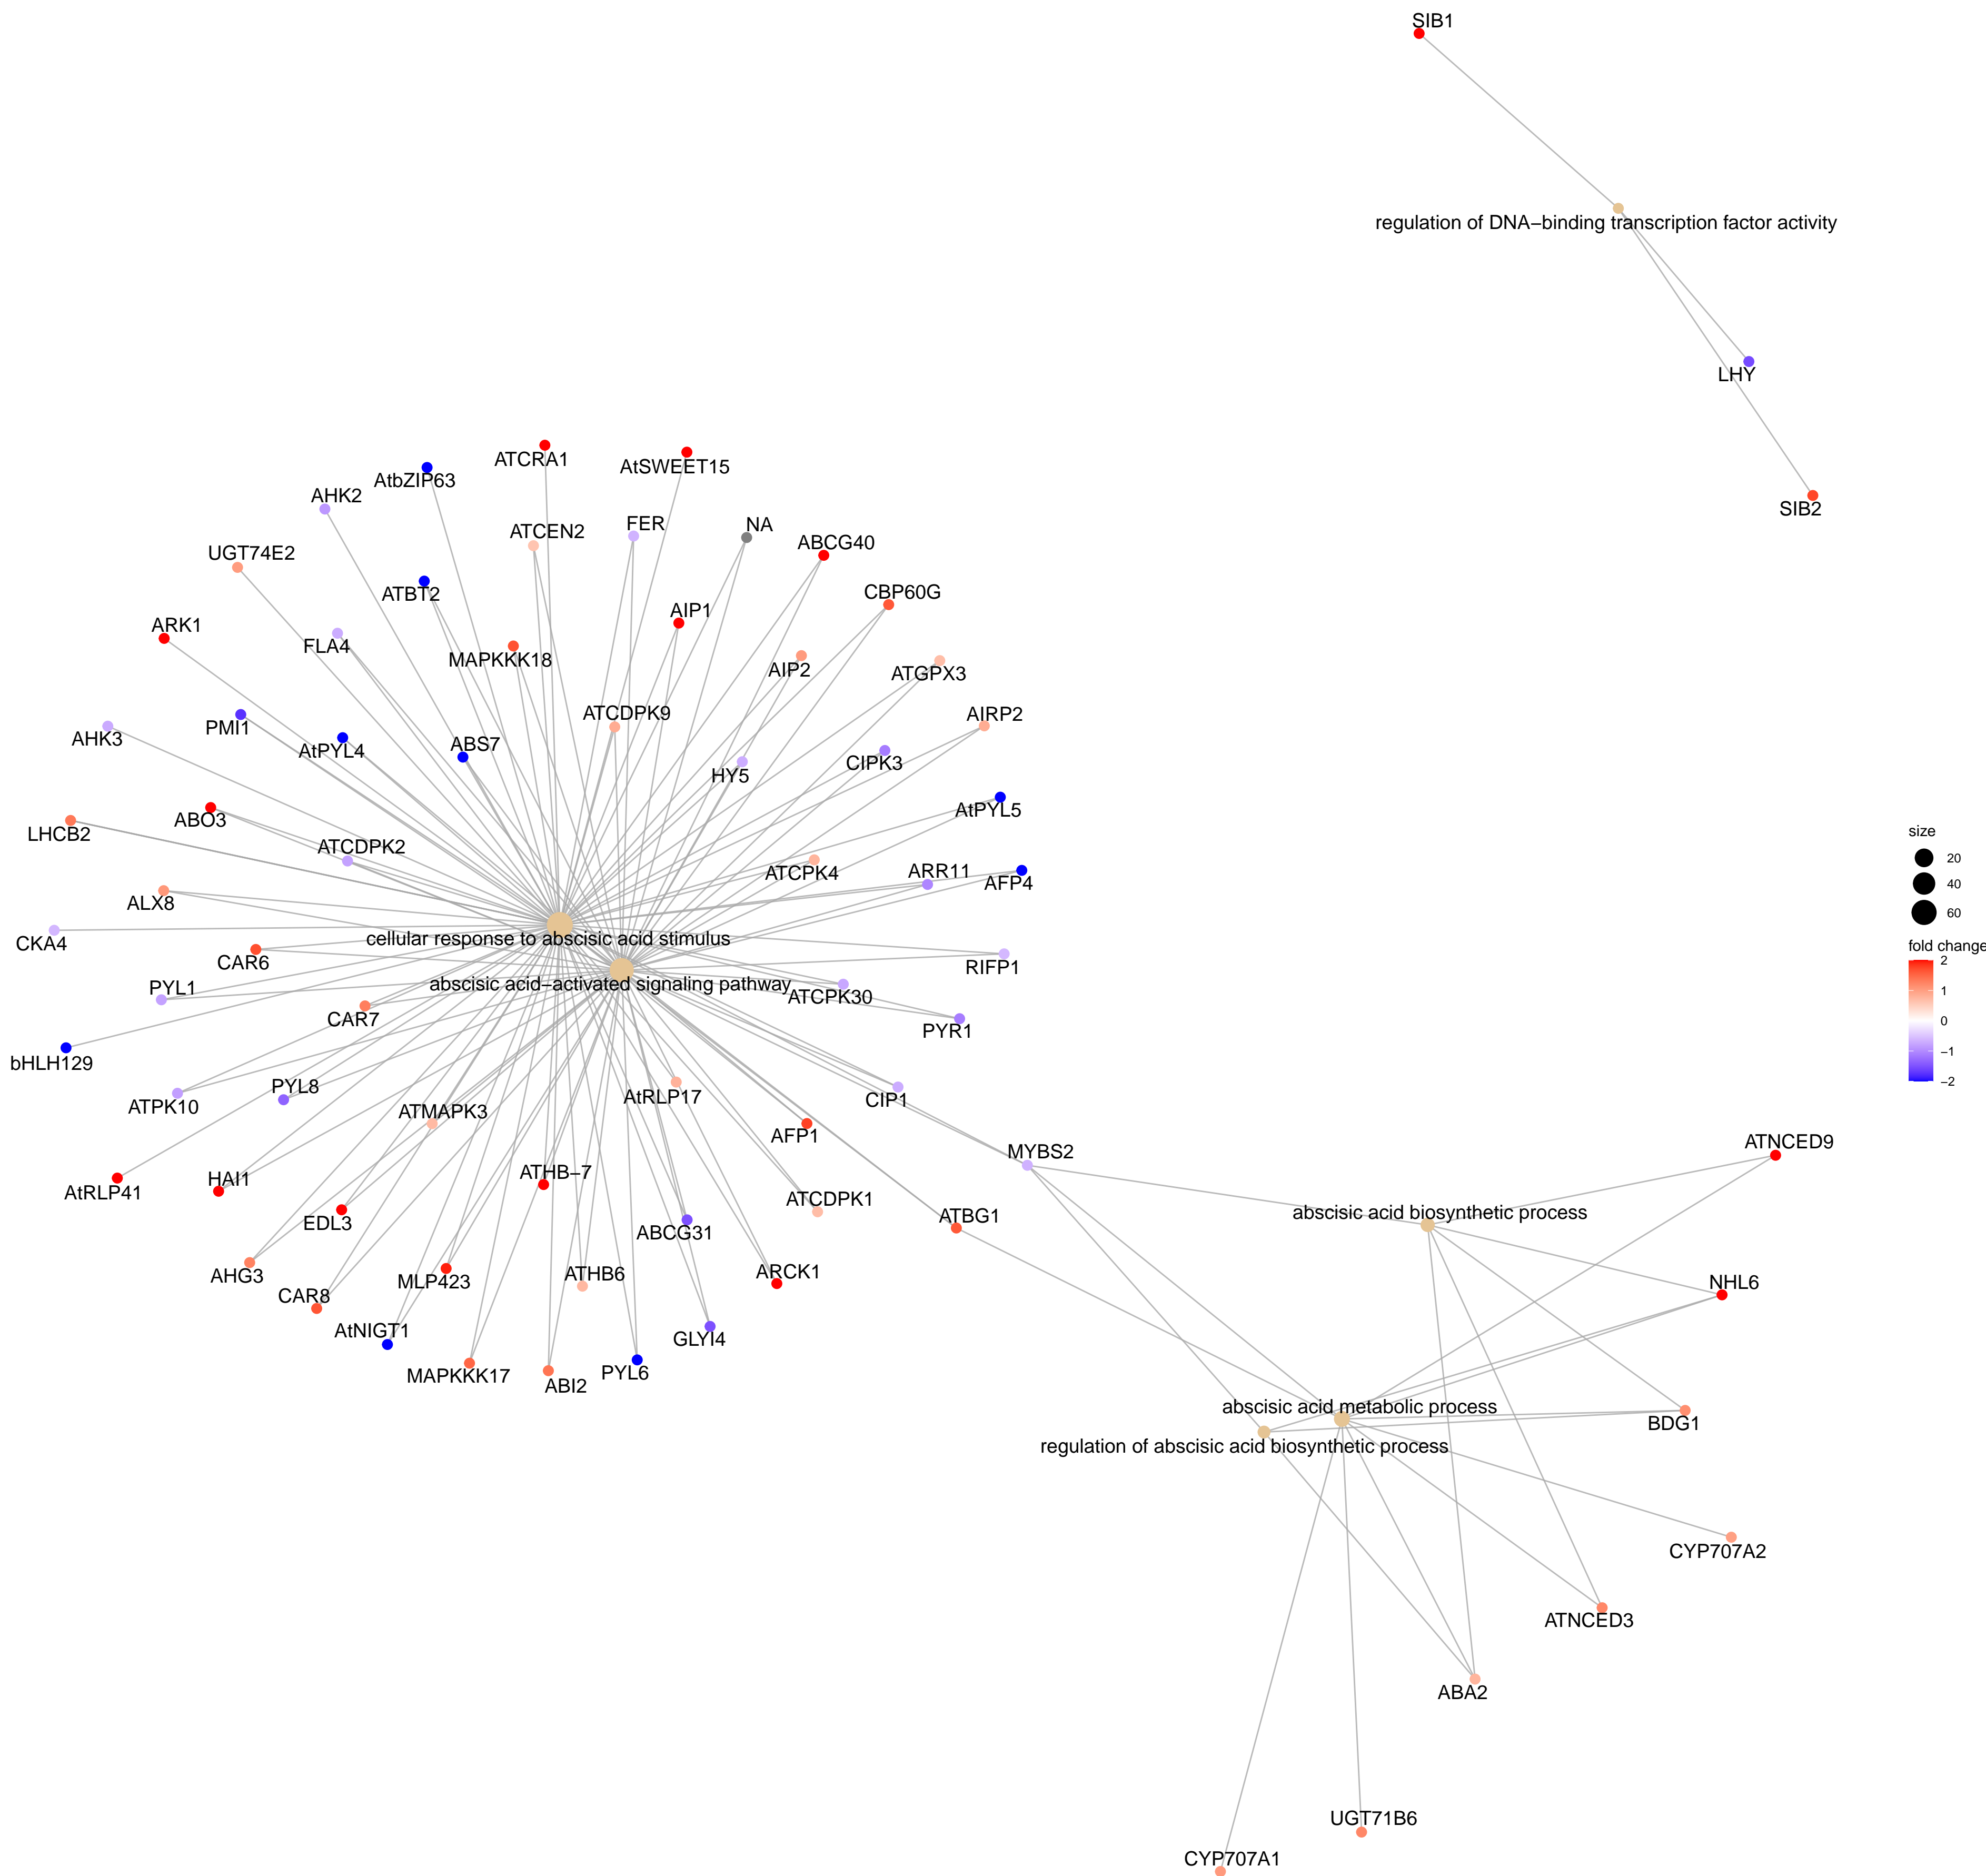 SIB1
regulation of DNA−binding transcription factor activity
LHY
SIB2
ATCRA1
AtSWEET15
AtbZIP63
AHK2
ATCEN2
FER
NA
ABCG40
UGT74E2
ATBT2
CBP60G
AIP1
ARK1
FLA4
MAPKKK18
AIP2
ATGPX3
ATCDPK9
AIRP2
PMI1
AHK3
AtPYL4
ABS7
HY5
CIPK3
AtPYL5
ABO3
LHCB2
ATCDPK2
ATCPK4
ARR11
AFP4
ALX8
CKA4
cellular response to abscisic acid stimulus
CAR6
RIFP1
abscisic acid−activated signaling pathway
PYL1
ATCPK30
CAR7
PYR1
bHLH129
PYL8
ATPK10
ATMAPK3
AtRLP17
CIP1
AFP1
MYBS2
ATNCED9
AtRLP41
HAI1
ATHB−7
ATCDPK1
EDL3
ABCG31
ATBG1
abscisic acid biosynthetic process
AHG3
MLP423
ATHB6
ARCK1
NHL6
CAR8
AtNIGT1
GLYI4
MAPKKK17
ABI2
PYL6
abscisic acid metabolic process
BDG1
regulation of abscisic acid biosynthetic process
CYP707A2
ATNCED3
ABA2
UGT71B6
CYP707A1
size
20
40
60
fold change
2
1
0
−1
−2